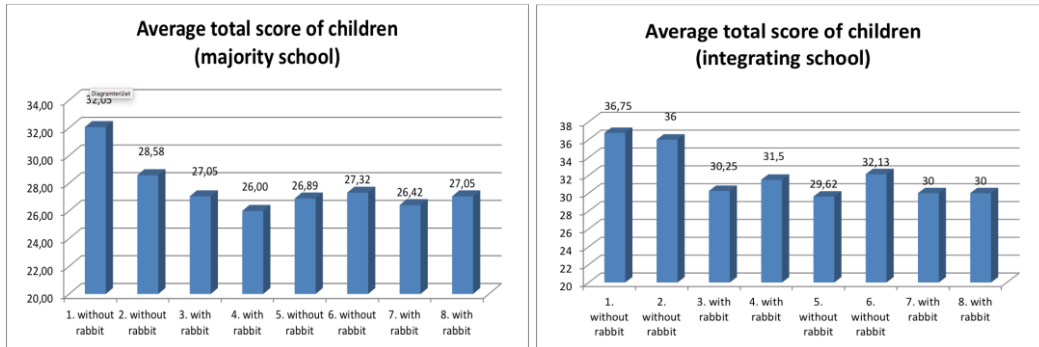 Average total score of children
(majority school)
Diagramterület
34,00
32,00
30,00
28,00
26,00
24,00
22,00
20,00
32,05
28,58
27,05
26,00
26,89
27,32
26,42
27,05
1. without rabbit
2. without rabbit
3. with rabbit
4. with rabbit
5. without rabbit
6. without rabbit
7. with rabbit
8. with rabbit
Average total score of children
(integrating school)
38
36
34
32
30
28
26
24
22
20
36,75
36
30,25
31,5
29,62
32,13
30
30
1. without rabbit
2. without rabbit
3. with rabbit
4. with rabbit
5. without rabbit
6. without rabbit
7. with rabbit
8. with rabbit